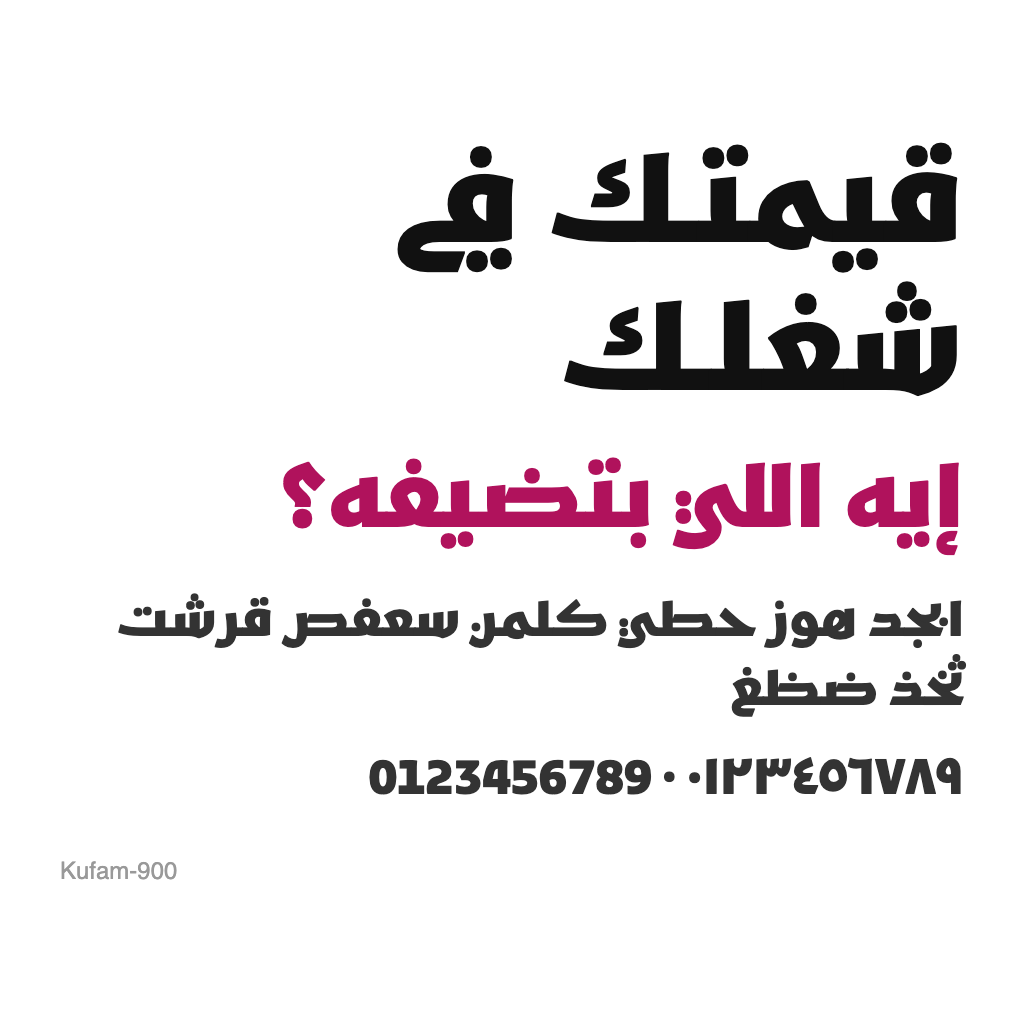 قيمتك في
شغلك
إيه اللي بتضيفه؟
ابجد هوز حطي كلمن سعفص قرشت
ثخذ ضظغ
0123456789 · ٠١٢٣٤٥٦٧٨٩
Kufam-900